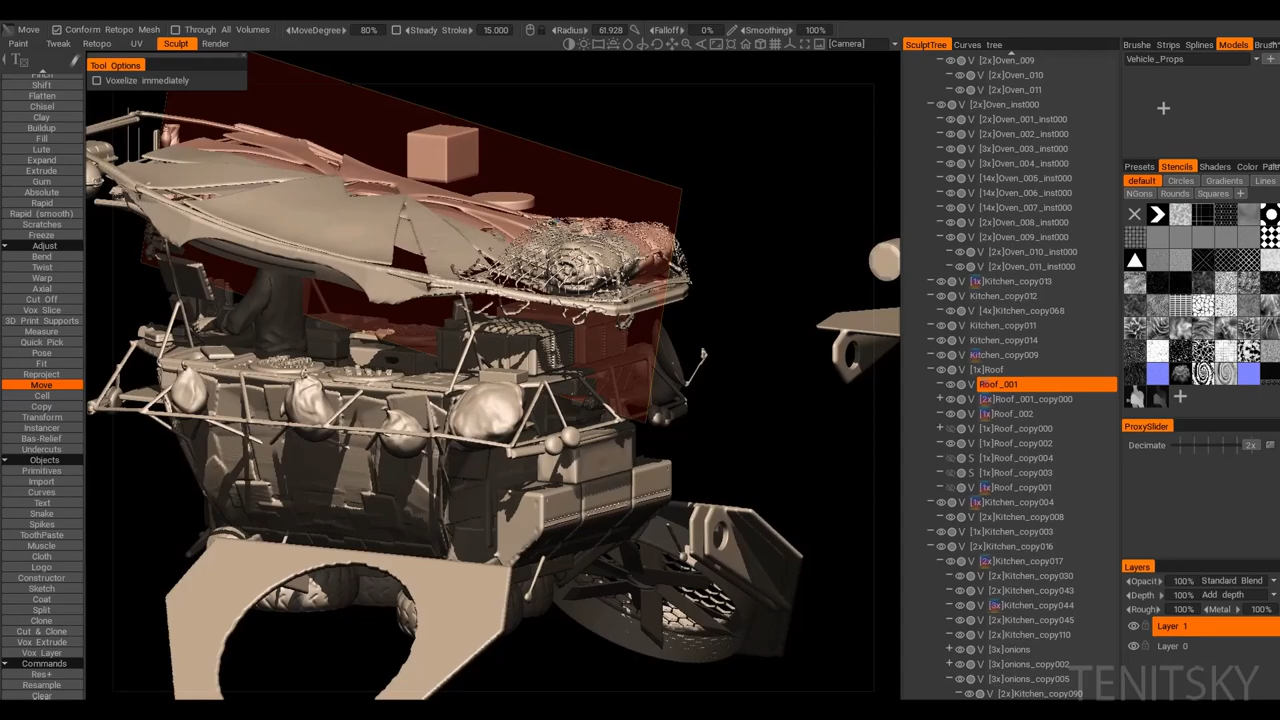 Move Conform Retopo Mesh Through All Volumes MoveDegree 80% Steady Stroke 15.000 Radius 61.928 Falloff 0% Smoothing 100%
Paint Tweak Retopo UV Sculpt Render [Camera]
Tool Options
Voxelize immediately
Pinch
Shift
Flatten
Chisel
Clay
Buildup
Fill
Lute
Expand
Extrude
Gum
Absolute
Rapid
Rapid (smooth)
Scratches
Freeze
Adjust
Bend
Twist
Warp
Axial
Cut Off
Vox Slice
3D Print Supports
Measure
Quick Pick
Pose
Fit
Reproject
Move
Cell
Copy
Transform
Instancer
Bas-Relief
Undercuts
Objects
Primitives
Import
Curves
Text
Snake
Spikes
ToothPaste
Muscle
Cloth
Logo
Constructor
Sketch
Coat
Split
Clone
Cut & Clone
Vox Extrude
Vox Layer
Commands
Res+
Resample
Clear
SculptTree Curves tree
V [2x]Oven_009
V [2x]Oven_010
V [2x]Oven_011
V [2x]Oven_inst000
V [2x]Oven_001_inst000
V [2x]Oven_002_inst000
V [3x]Oven_003_inst000
V [3x]Oven_004_inst000
V [14x]Oven_005_inst000
V [14x]Oven_006_inst000
V [14x]Oven_007_inst000
V [2x]Oven_008_inst000
V [2x]Oven_009_inst000
V [2x]Oven_010_inst000
V [2x]Oven_011_inst000
V [1x]Kitchen_copy013
V Kitchen_copy012
V [4x]Kitchen_copy068
V Kitchen_copy011
V Kitchen_copy014
V Kitchen_copy009
V [1x]Roof
V Roof_001
V [2x]Roof_001_copy000
V [1x]Roof_002
V [1x]Roof_copy000
V [1x]Roof_copy002
S [1x]Roof_copy004
S [1x]Roof_copy003
V [1x]Roof_copy001
V [1x]Kitchen_copy004
V [2x]Kitchen_copy008
V [1x]Kitchen_copy003
V [2x]Kitchen_copy016
V [2x]Kitchen_copy017
V [2x]Kitchen_copy030
V [2x]Kitchen_copy043
V [3x]Kitchen_copy044
V [2x]Kitchen_copy045
V [2x]Kitchen_copy110
V [3x]onions
V [3x]onions_copy002
V [3x]onions_copy005
V [2x]Kitchen_copy090
Brushe Strips Splines Models Brush
Vehicle_Props
Presets Stencils Shaders Color Palette
default Circles Gradients Lines
NGons Rounds Squares
ProxySlider
Decimate 2x
Layers
Opacit 100% Standard Blend
Depth 100% Add depth
Rough 100% Metal 100%
Layer 1
Layer 0
TENITSKY